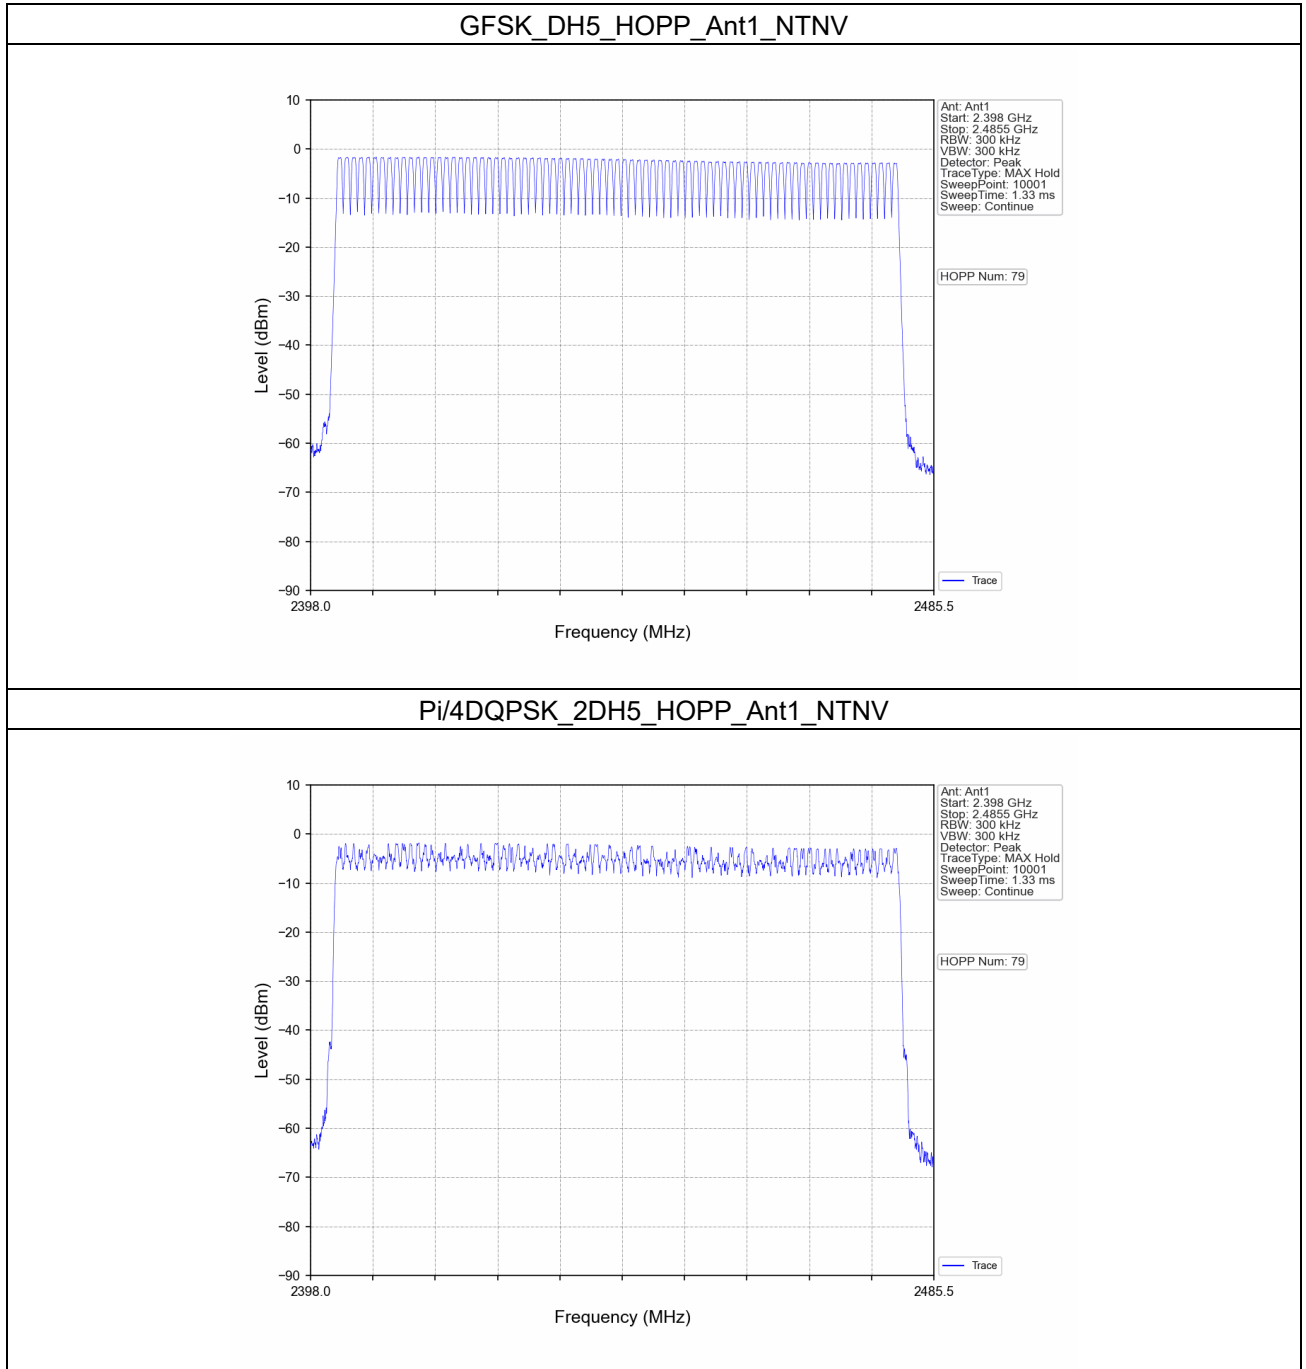 GFSK_DH5_HOPP_Ant1_NTNV
10
0
−10
−20
−30
−40
−50
−60
−70
−80
−90
Level (dBm)
2398.0
2485.5
Frequency (MHz)
Ant: Ant1
Start: 2.398 GHz
Stop: 2.4855 GHz
RBW: 300 kHz
VBW: 300 kHz
Detector: Peak
TraceType: MAX Hold
SweepPoint: 10001
SweepTime: 1.33 ms
Sweep: Continue
HOPP Num: 79
Trace
Pi/4DQPSK_2DH5_HOPP_Ant1_NTNV
10
0
−10
−20
−30
−40
−50
−60
−70
−80
−90
Level (dBm)
2398.0
2485.5
Frequency (MHz)
Ant: Ant1
Start: 2.398 GHz
Stop: 2.4855 GHz
RBW: 300 kHz
VBW: 300 kHz
Detector: Peak
TraceType: MAX Hold
SweepPoint: 10001
SweepTime: 1.33 ms
Sweep: Continue
HOPP Num: 79
Trace